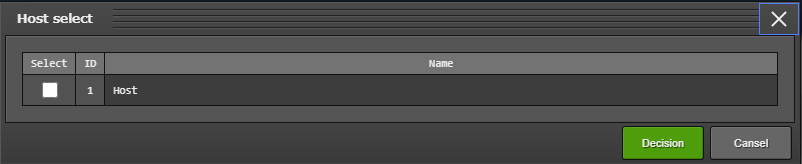 Host select
Select ID Name
1 Host
Decision Cansel